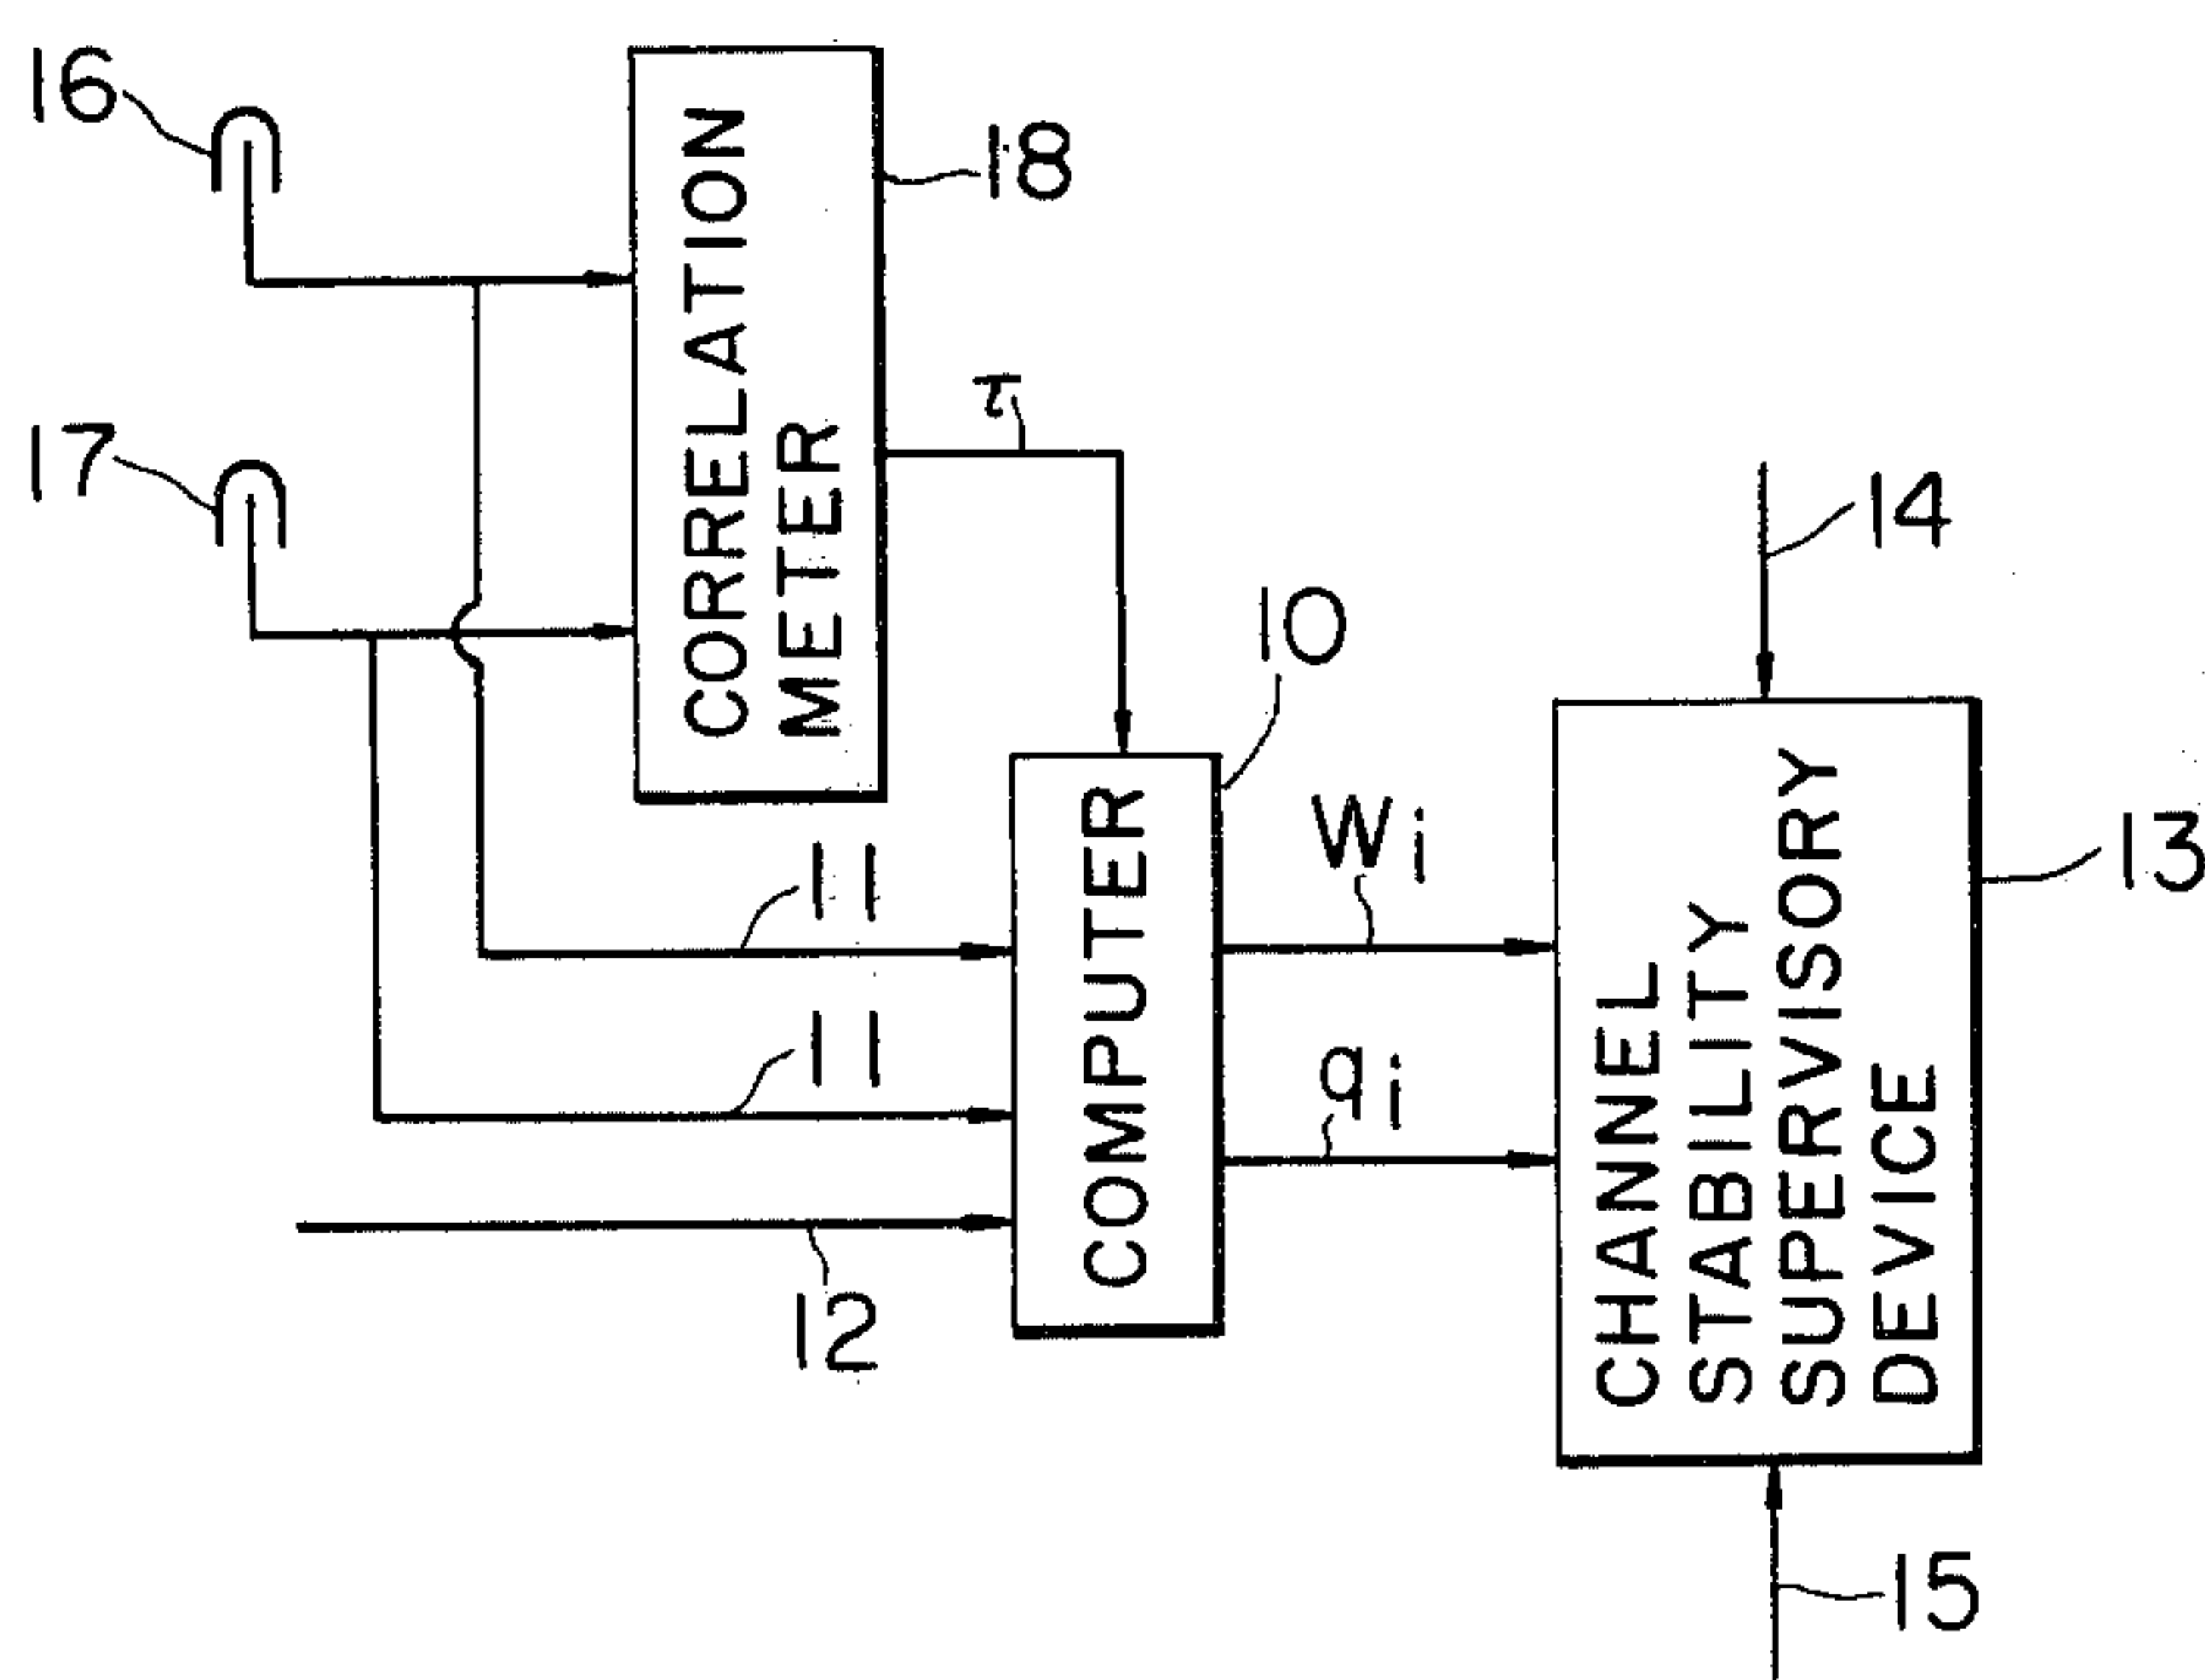 16
CORRELATION
METER
18
17
τ
14
10
COMPUTER
Wi
11
13
CHANNEL
STABILITY
SUPERVISORY
DEVICE
11
qi
12
15